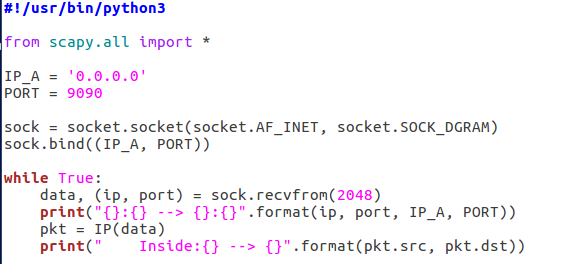 #!/usr/bin/python3
from scapy.all import *
IP_A = '0.0.0.0'
PORT = 9090
sock = socket.socket(socket.AF_INET, socket.SOCK_DGRAM)
sock.bind((IP_A, PORT))
while True:
    data, (ip, port) = sock.recvfrom(2048)
    print("{}:{} --> {}:{}".format(ip, port, IP_A, PORT))
    pkt = IP(data)
    print("    Inside:{} --> {}".format(pkt.src, pkt.dst))